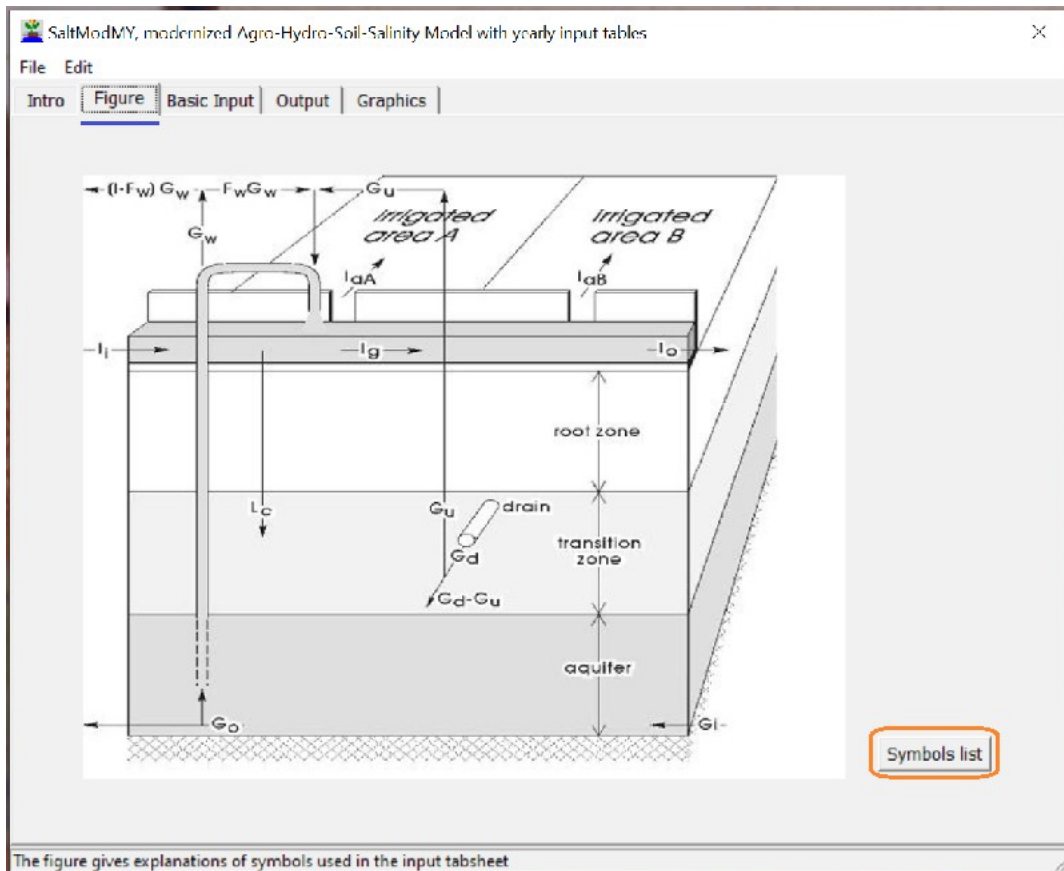 SaltModMY, modernized Agro-Hydro-Soil-Salinity Model with yearly input tables
File Edit
Intro Figure Basic Input Output Graphics
(I-Fw) Gw FwGw Gu
Gw
irrigated
area A
irrigated
area B
IaA
IaB
Ii
Ig
Io
root zone
Lc
Gu
drain
Gd
transition
zone
Gd-Gu
aquifer
Go
Gi
Symbols list
The figure gives explanations of symbols used in the input tabsheet